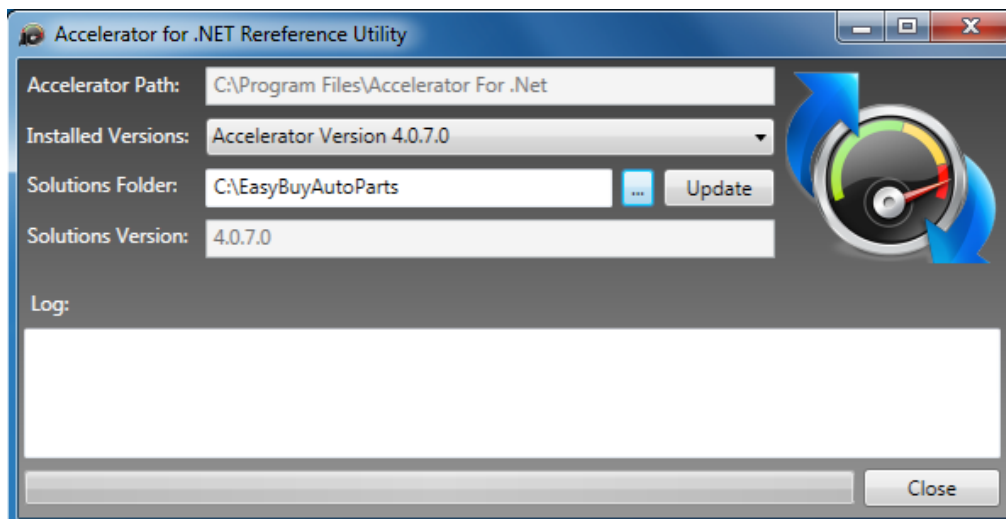 Accelerator for .NET Rereference Utility
Accelerator Path: C:\Program Files\Accelerator For .Net
Installed Versions: Accelerator Version 4.0.7.0
Solutions Folder: C:\EasyBuyAutoParts ... Update
Solutions Version: 4.0.7.0
Log:
Close